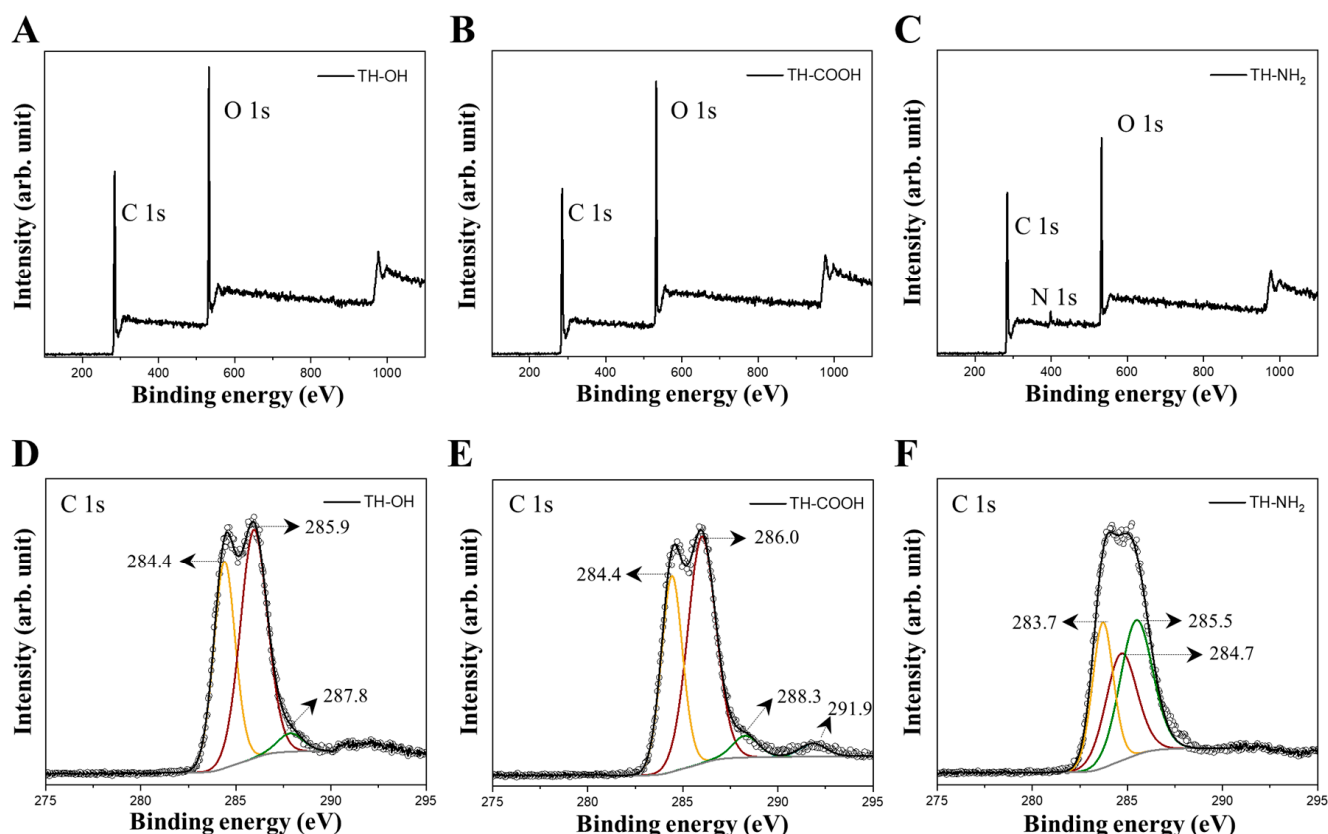 A
Intensity (arb. unit)
TH-OH
C 1s
O 1s
200 400 600 800 1000
Binding energy (eV)
B
Intensity (arb. unit)
TH-COOH
C 1s
O 1s
200 400 600 800 1000
Binding energy (eV)
C
Intensity (arb. unit)
TH-NH₂
C 1s
N 1s
O 1s
200 400 600 800 1000
Binding energy (eV)
D
Intensity (arb. unit)
C 1s
TH-OH
284.4
285.9
287.8
275 280 285 290 295
Binding energy (eV)
E
Intensity (arb. unit)
C 1s
TH-COOH
284.4
286.0
288.3
291.9
275 280 285 290 295
Binding energy (eV)
F
Intensity (arb. unit)
C 1s
TH-NH₂
283.7
285.5
284.7
275 280 285 290 295
Binding energy (eV)